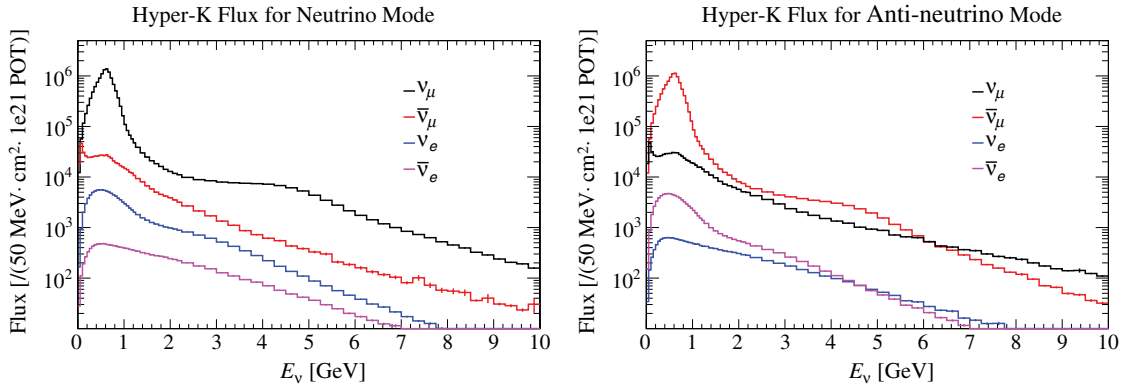 Hyper-K Flux for Neutrino Mode
Flux [/(50 MeV· cm²· 1e21 POT)]
10⁶
10⁵
10⁴
10³
10²
ν_μ
ν̅_μ
ν_e
ν̅_e
0 1 2 3 4 5 6 7 8 9 10
E_ν [GeV]
Hyper-K Flux for Anti-neutrino Mode
Flux [/(50 MeV· cm²· 1e21 POT)]
10⁶
10⁵
10⁴
10³
10²
ν_μ
ν̅_μ
ν_e
ν̅_e
0 1 2 3 4 5 6 7 8 9 10
E_ν [GeV]